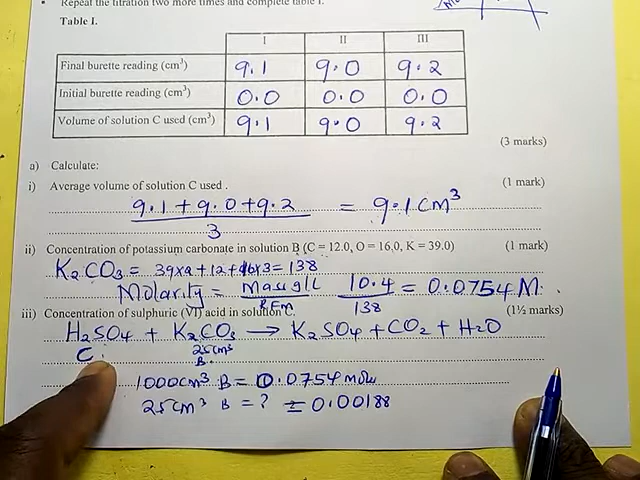 Repeat the titration two more times and complete table I.
Table I.
I II III
Final burette reading (cm³) 9.1 9.0 9.2
Initial burette reading (cm³) 0.0 0.0 0.0
Volume of solution C used (cm³) 9.1 9.0 9.2
(3 marks)
a) Calculate:
i) Average volume of solution C used . (1 mark)
9.1 + 9.0 + 9.2 = 9.1 cm³
3
ii) Concentration of potassium carbonate in solution B (C = 12.0, O = 16.0, K = 39.0) (1 mark)
K₂CO₃ = 39x2 + 12 + 16x3 = 138
Molarity = mass g/L 10.4 = 0.0754 M
RFM 138
iii) Concentration of sulphuric (VI) acid in solution C. (1½ marks)
H₂SO₄ + K₂CO₃ → K₂SO₄ + CO₂ + H₂O
C. 25cm³
B.
1000cm³ B = 0.0754 mole
25cm³ B = ? = 0.00188